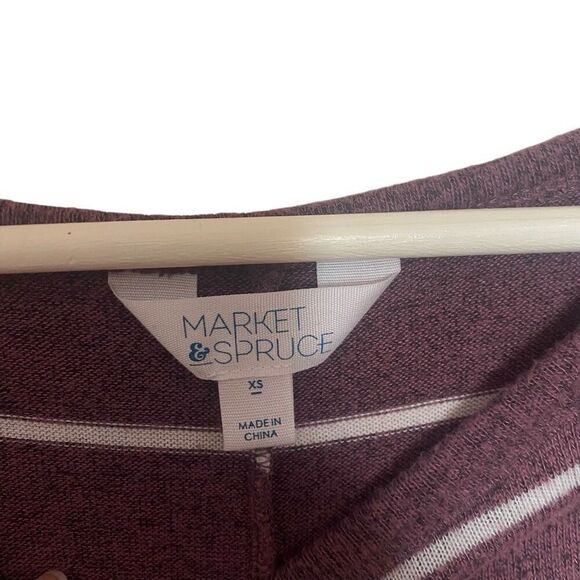 MARKET
&SPRUCE
XS
MADE IN
CHINA